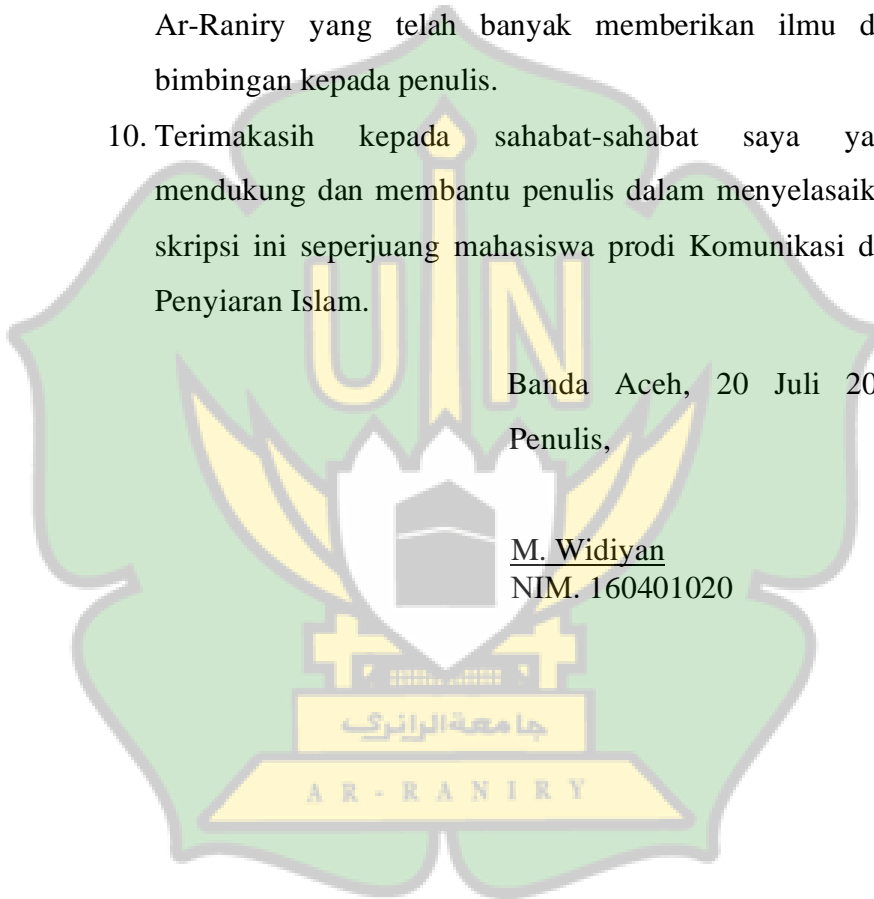 Ar-Raniry yang telah banyak memberikan ilmu d
bimbingan kepada penulis.
10. Terimakasih kepada sahabat-sahabat saya ya
mendukung dan membantu penulis dalam menyelasaik
skripsi ini seperjuang mahasiswa prodi Komunikasi d
Penyiaran Islam.
UIN
Banda Aceh, 20 Juli 20
Penulis,
M. Widiyan
NIM. 160401020
جامعة الرانري
AR-RANIRY